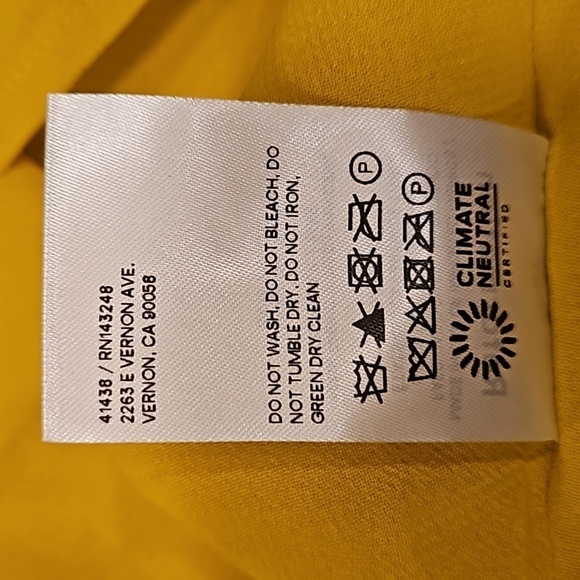 41438 / RN143248
2263 E VERNON AVE.
VERNON, CA 90058
DO NOT WASH, DO NOT BLEACH, DO
NOT TUMBLE DRY, DO NOT IRON,
GREEN DRY CLEAN
P
P
CLIMATE
NEUTRAL
CERTIFIED